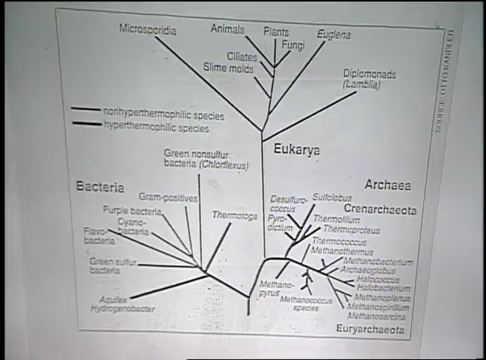 Microsporidia
Animals
Plants
Euglena
Fungi
Ciliates
Slime molds
Diplomonads
(Lamblia)
nonhyperthermophilic species
hyperthermophilic species
SOURCE: OTTO KANDLER
Eukarya
Green nonsulfur
bacteria (Chloroflexus)
Bacteria
Archaea
Gram-positives
Purple bacteria
Cyano-
bacteria
Flavo-
bacteria
Thermotoga
Green sulfur
bacteria
Aquifex
Hydrogenobacter
Crenarchaeota
Desulfuro-
coccus
Sulfolobus
Pyro-
dictium
Thermofilum
Thermoproteus
Thermococcus
Methanothermus
Methanobacterium
Archaeoglobus
Halococcus
Halobacterium
Methanoplanus
Methanospirillum
Methanosarcina
Methano-
pyrus
Methanococcus
species
Euryarchaeota